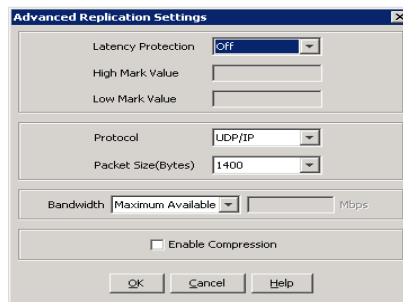 Advanced Replication Settings
Latency Protection Off
High Mark Value
Low Mark Value
Protocol UDP/IP
Packet Size(Bytes) 1400
Bandwidth Maximum Available Mbps
Enable Compression
OK Cancel Help